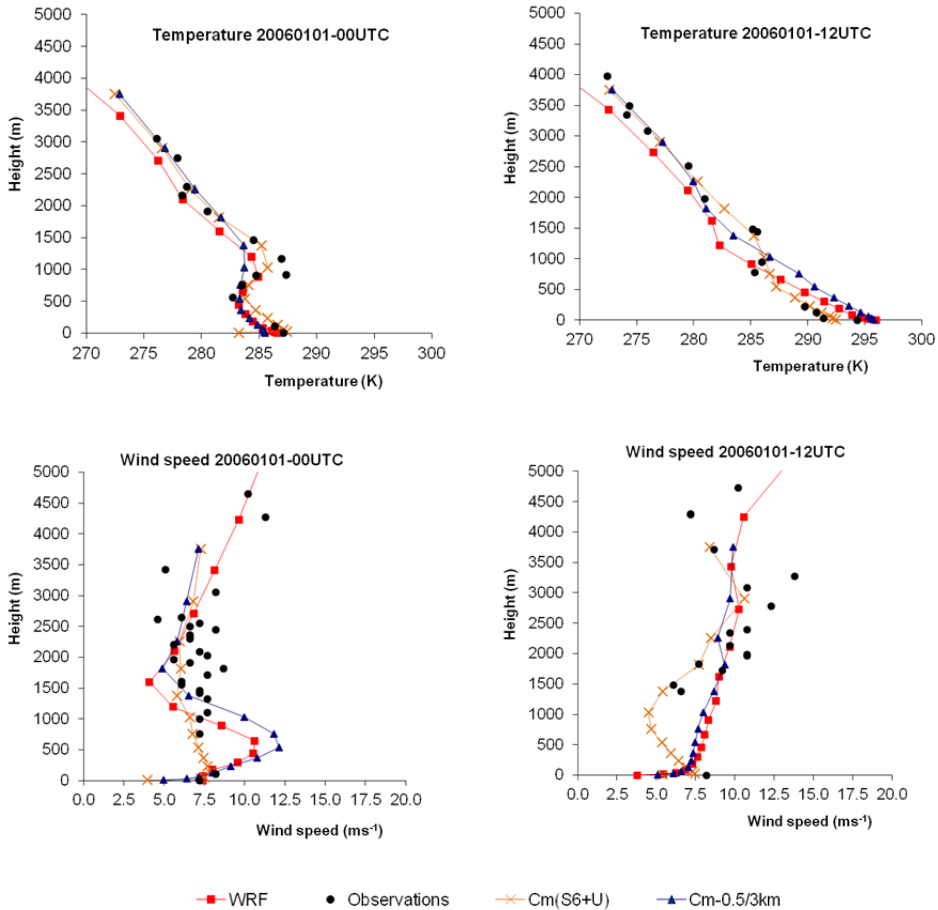 Temperature 20060101-00UTC
5000
4500
4000
3500
3000
2500
2000
1500
1000
500
0
Height (m)
270 275 280 285 290 295 300
Temperature (K)
Temperature 20060101-12UTC
5000
4500
4000
3500
3000
2500
2000
1500
1000
500
0
Height (m)
270 275 280 285 290 295 300
Temperature (K)
Wind speed 20060101-00UTC
5000
4500
4000
3500
3000
2500
2000
1500
1000
500
0
Height (m)
0.0 2.5 5.0 7.5 10.0 12.5 15.0 17.5 20.0
Wind speed (ms⁻¹)
Wind speed 20060101-12UTC
5000
4500
4000
3500
3000
2500
2000
1500
1000
500
0
Height (m)
0.0 2.5 5.0 7.5 10.0 12.5 15.0 17.5 20.0
Wind speed (ms⁻¹)
WRF Observations Cm(S6+U) Cm-0.5/3km